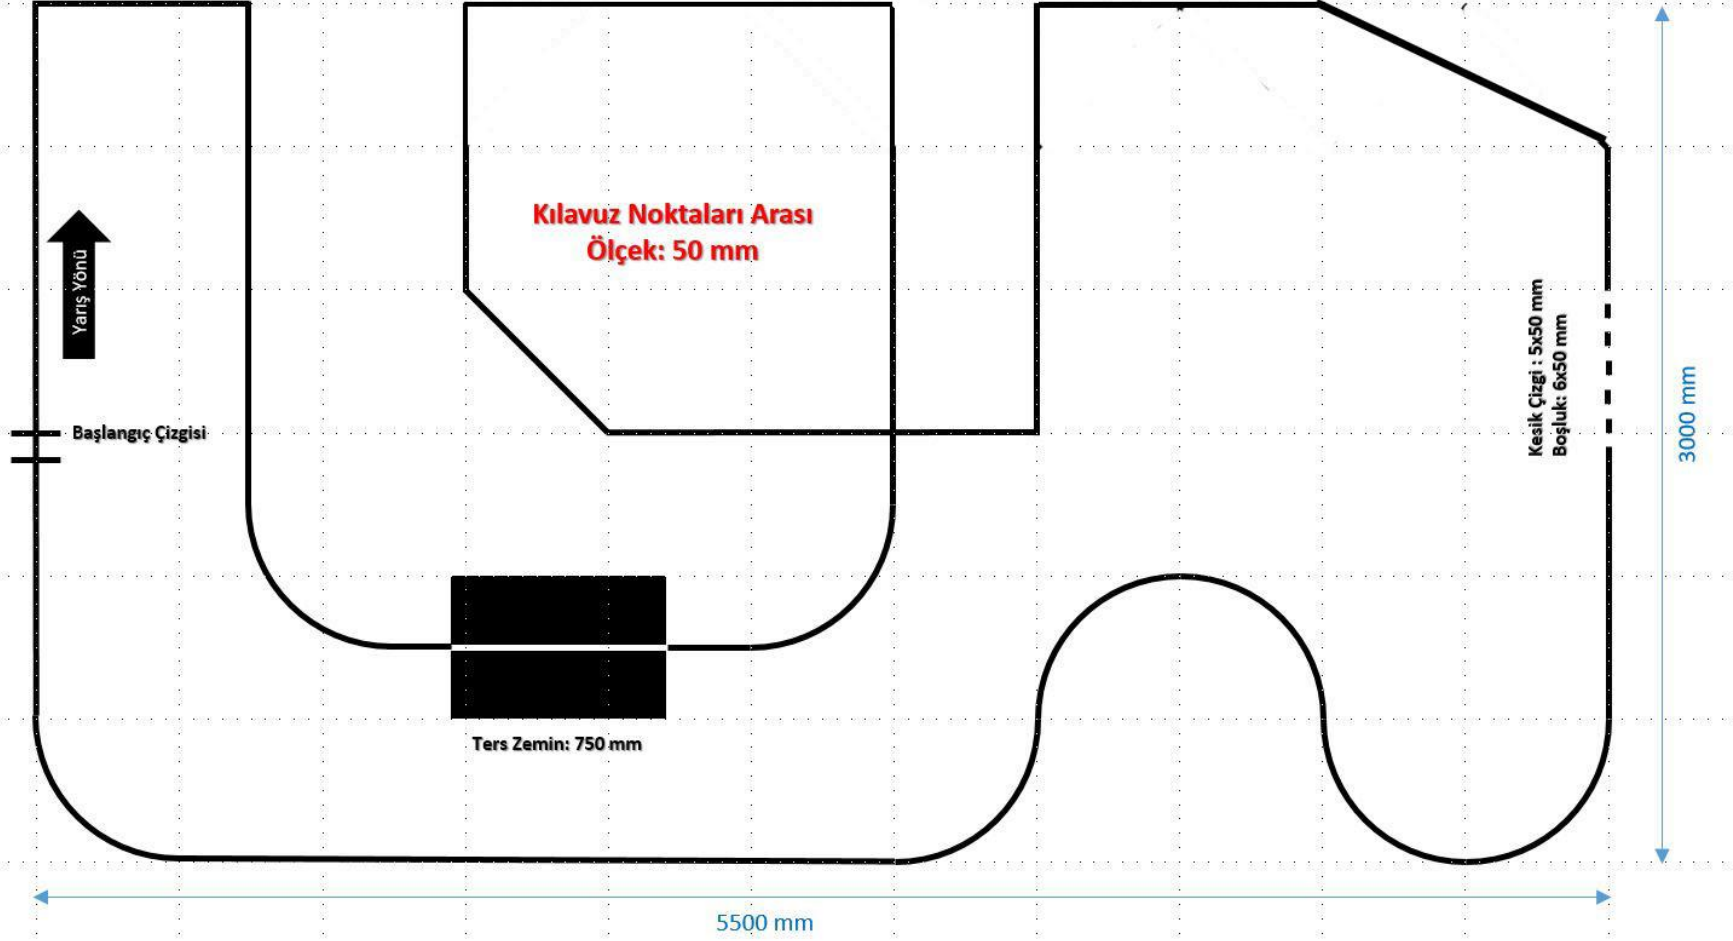 Kılavuz Noktaları Arası
Ölçek: 50 mm
Yarış Yönü
Başlangıç Çizgisi
Kesik Çizgi : 5x50 mm
Boşluk: 6x50 mm
3000 mm
Ters Zemin: 750 mm
5500 mm